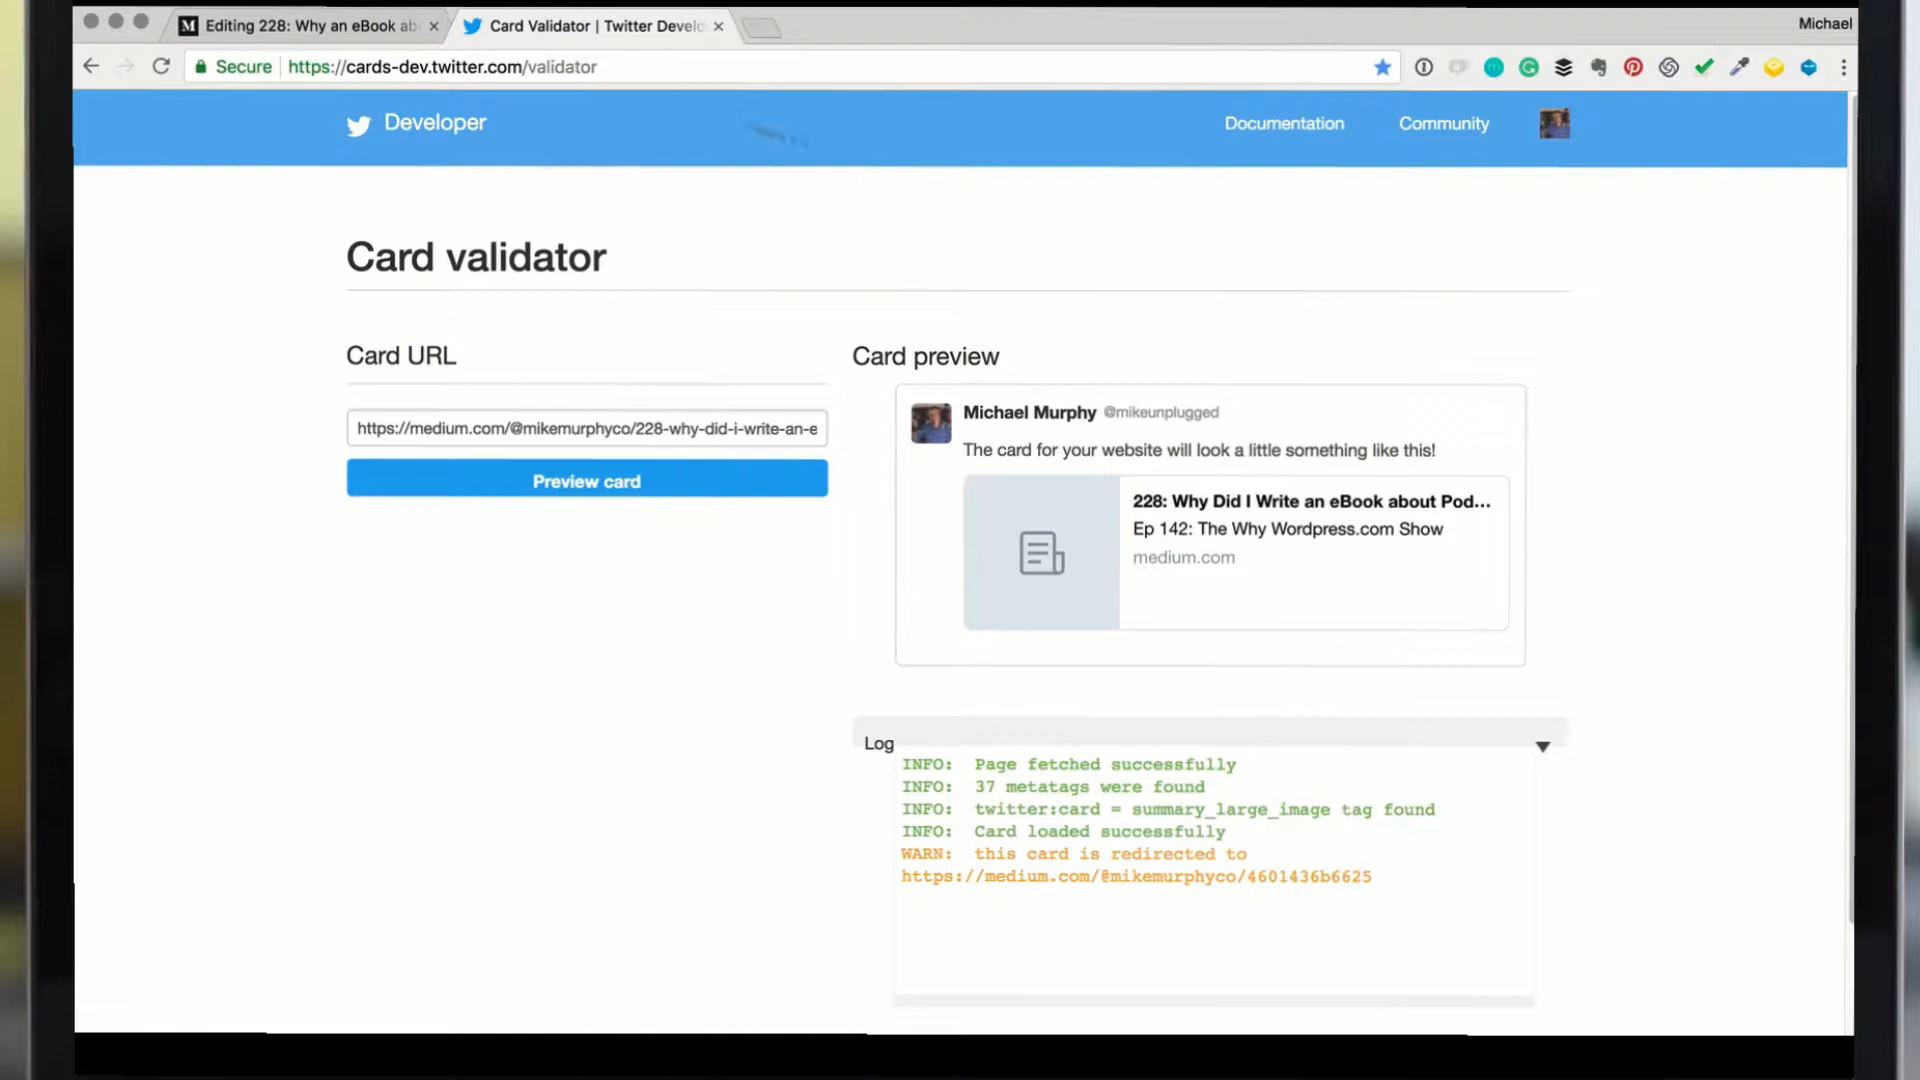 Editing 228: Why an eBook ab
Card Validator | Twitter Develo
Michael
Secure
https://cards-dev.twitter.com/validator
Developer
Documentation
Community
Card validator
Card URL
https://medium.com/@mikemurphyco/228-why-did-i-write-an-e
Preview card
Card preview
Michael Murphy @mikeunplugged
The card for your website will look a little something like this!
228: Why Did I Write an eBook about Pod...
Ep 142: The Why Wordpress.com Show
medium.com
Log
INFO: Page fetched successfully
INFO: 37 metatags were found
INFO: twitter:card = summary_large_image tag found
INFO: Card loaded successfully
WARN: this card is redirected to
https://medium.com/@mikemurphyco/4601436b6625